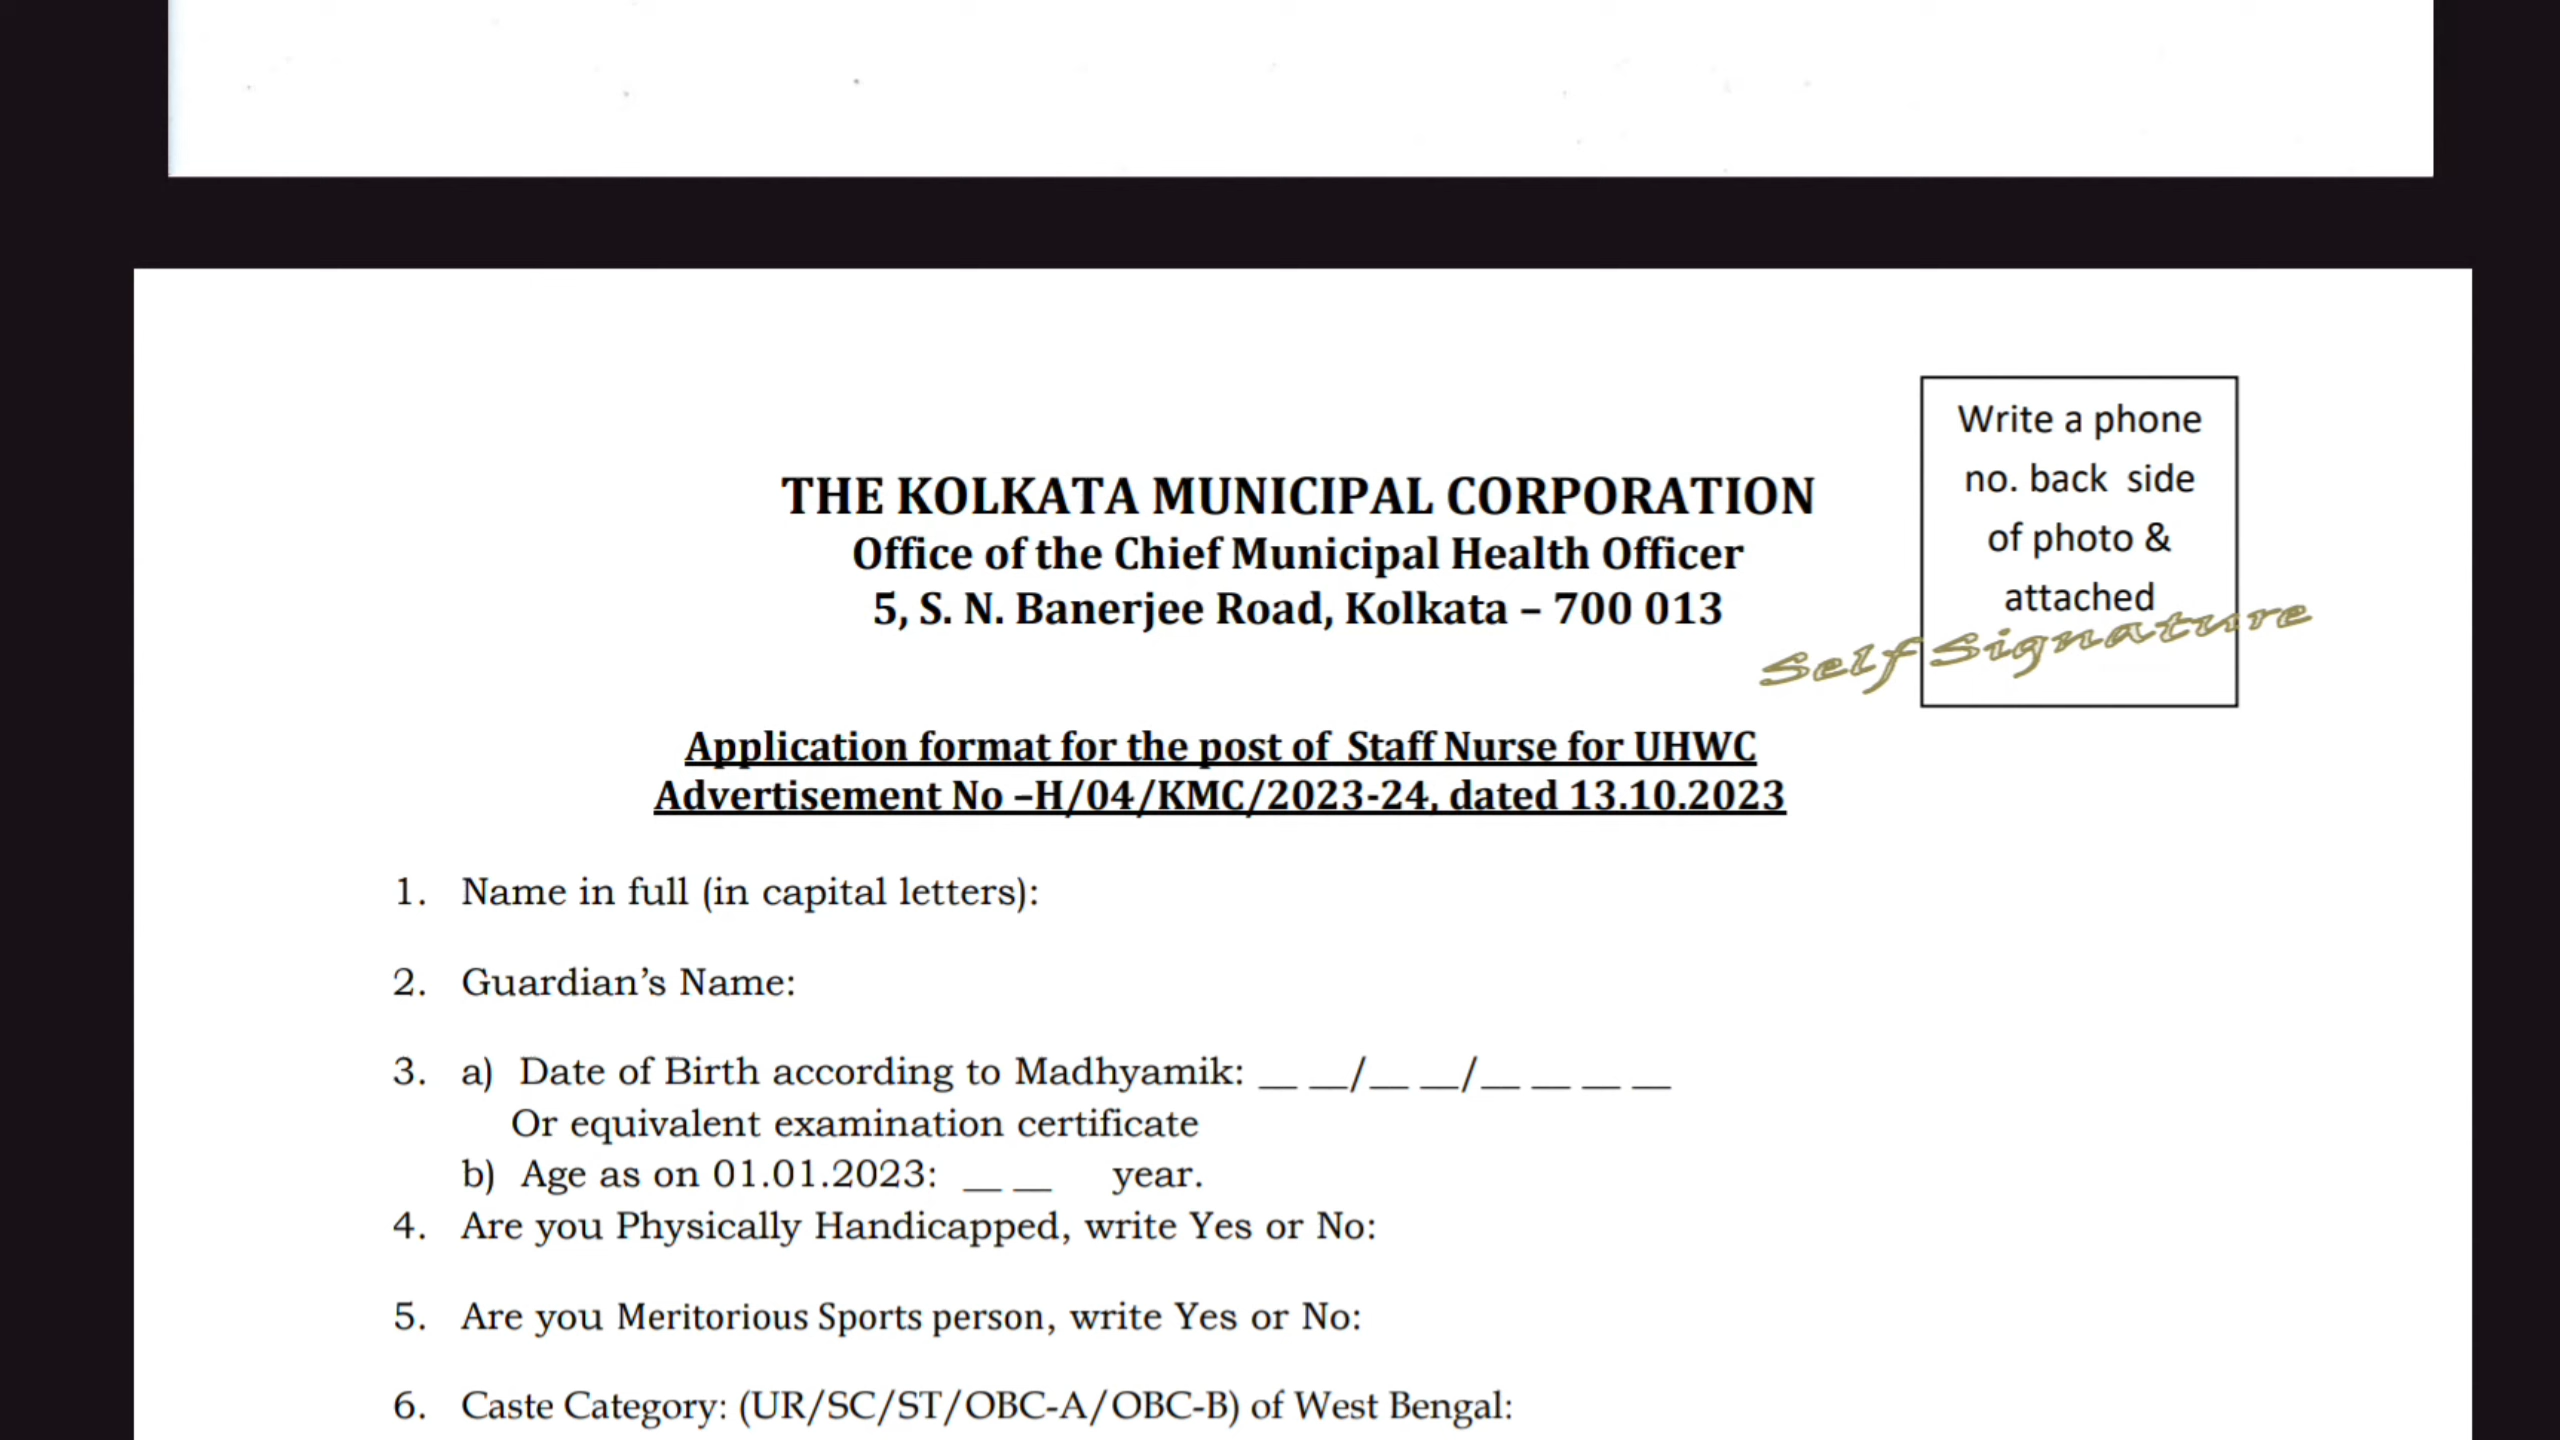 Write a phone
no. back side
of photo &
attached
Self Signature
THE KOLKATA MUNICIPAL CORPORATION
Office of the Chief Municipal Health Officer
5, S. N. Banerjee Road, Kolkata – 700 013
Application format for the post of Staff Nurse for UHWC
Advertisement No –H/04/KMC/2023-24, dated 13.10.2023
1. Name in full (in capital letters):
2. Guardian’s Name:
3. a) Date of Birth according to Madhyamik: __ __/__ __/__ __ __ __
Or equivalent examination certificate
b) Age as on 01.01.2023: __ __ year.
4. Are you Physically Handicapped, write Yes or No:
5. Are you Meritorious Sports person, write Yes or No:
6. Caste Category: (UR/SC/ST/OBC-A/OBC-B) of West Bengal: